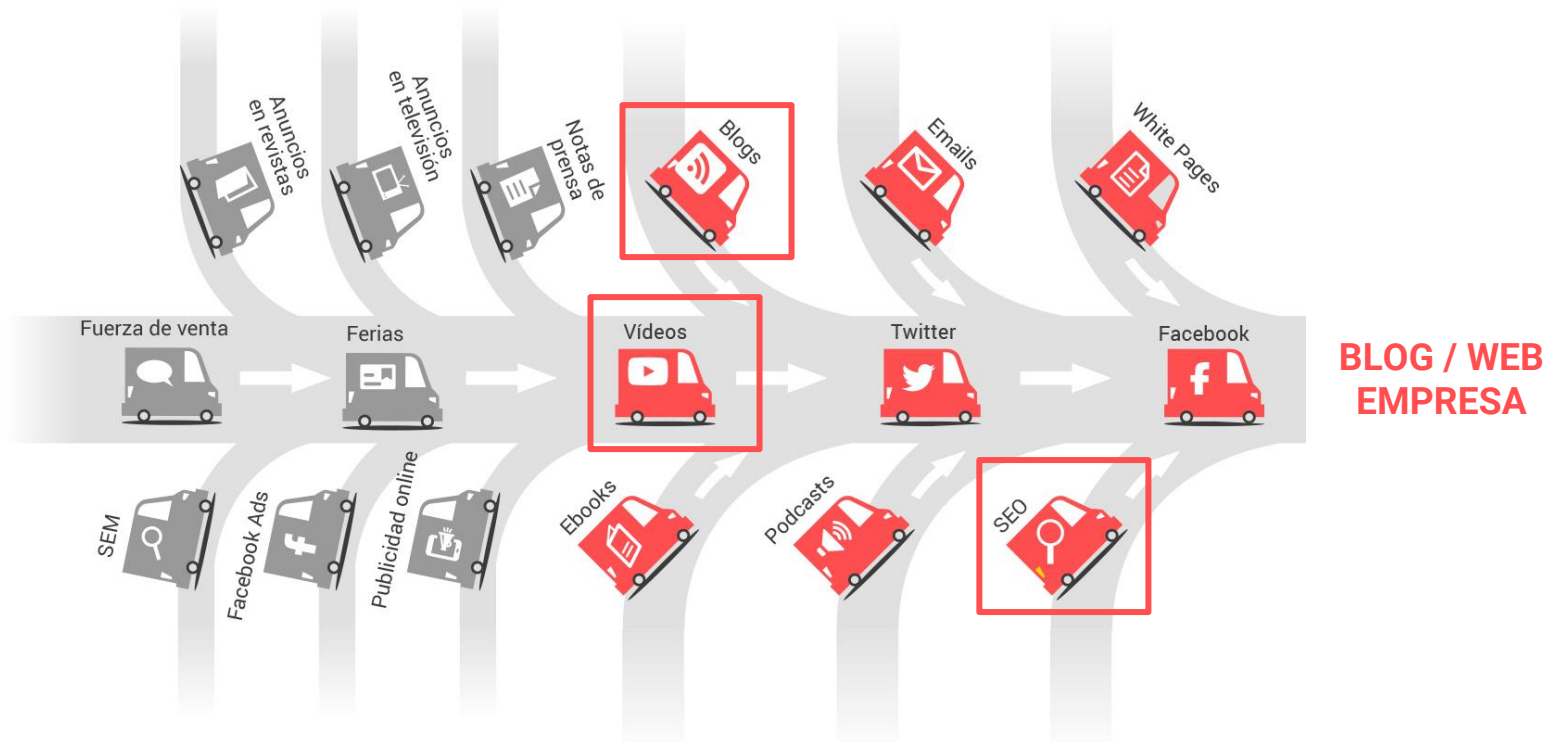 Anuncios
en revistas
Anuncios
en televisión
Notas de
prensa
Blogs
Emails
White Pages
Fuerza de venta
Ferias
Vídeos
Twitter
Facebook
BLOG / WEB
EMPRESA
SEM
Facebook Ads
Publicidad online
Ebooks
Podcasts
SEO